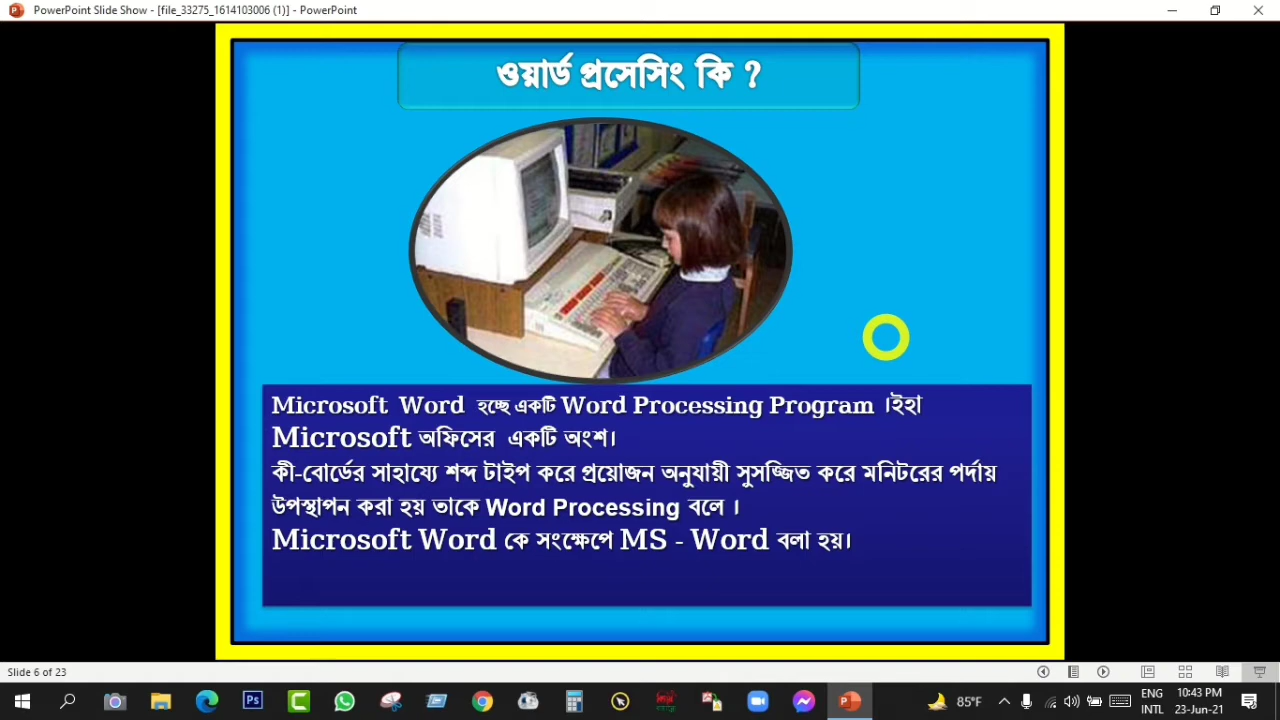 PowerPoint Slide Show - [file_33275_1614103006 (1)] - PowerPoint
ওয়ার্ড প্রসেসিং কি ?
Microsoft Word হচ্ছে একটি Word Processing Program ।ইহা
Microsoft অফিসের একটি অংশ।
কী-বোর্ডের সাহায্যে শব্দ টাইপ করে প্রয়োজন অনুযায়ী সুসজ্জিত করে মনিটরের পর্দায়
উপস্থাপন করা হয় তাকে Word Processing বলে ।
Microsoft Word কে সংক্ষেপে MS - Word বলা হয়।
Slide 6 of 23
Ps
85°F
ENG
INTL
10:43 PM
23-Jun-21